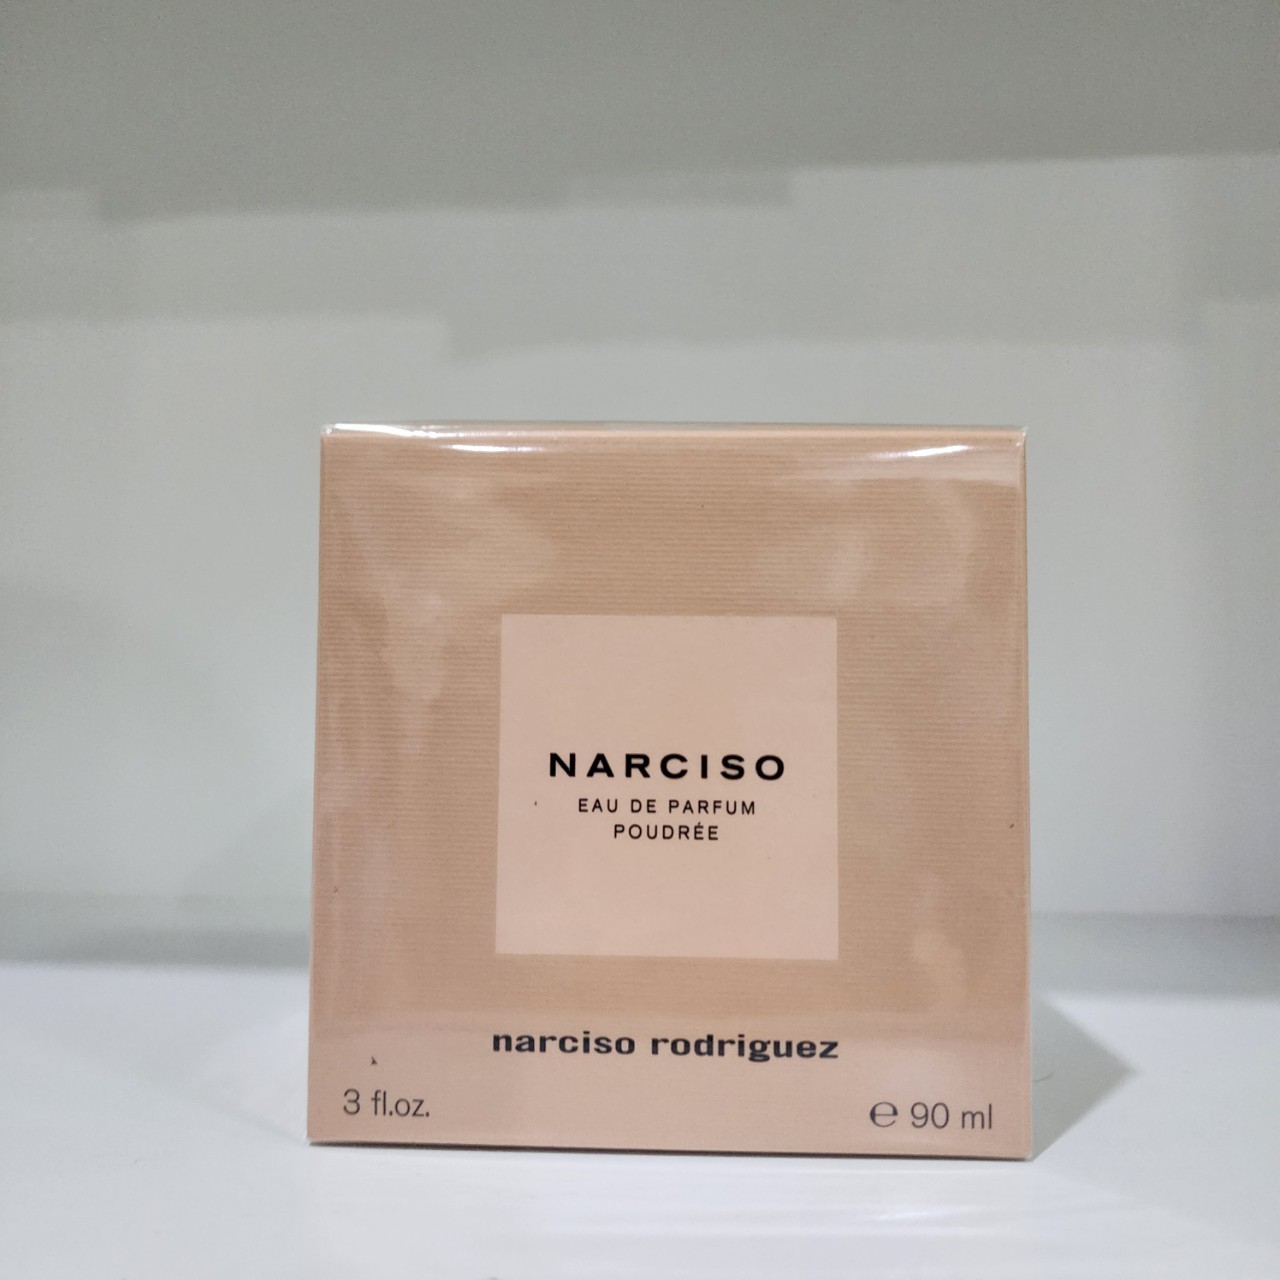 NARCISO
EAU DE PARFUM
POUDRÉE
narciso rodriguez
3 fl.oz.
℮ 90 ml